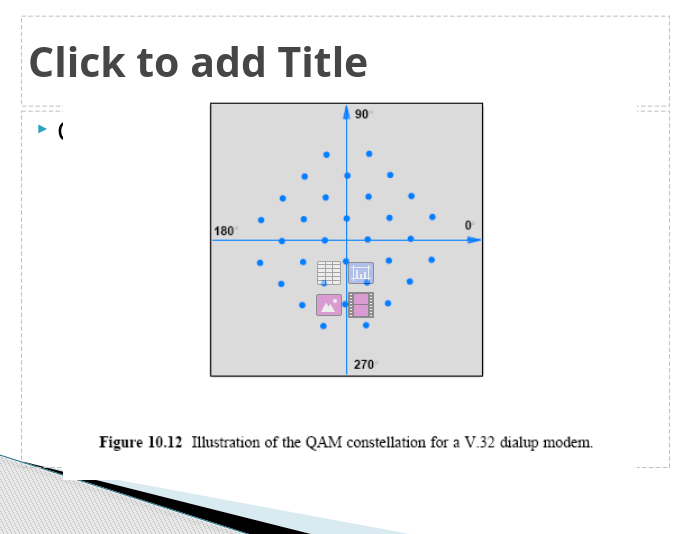 Click to add Title
90°
180°
0°
270°
Figure 10.12 Illustration of the QAM constellation for a V.32 dialup modem.